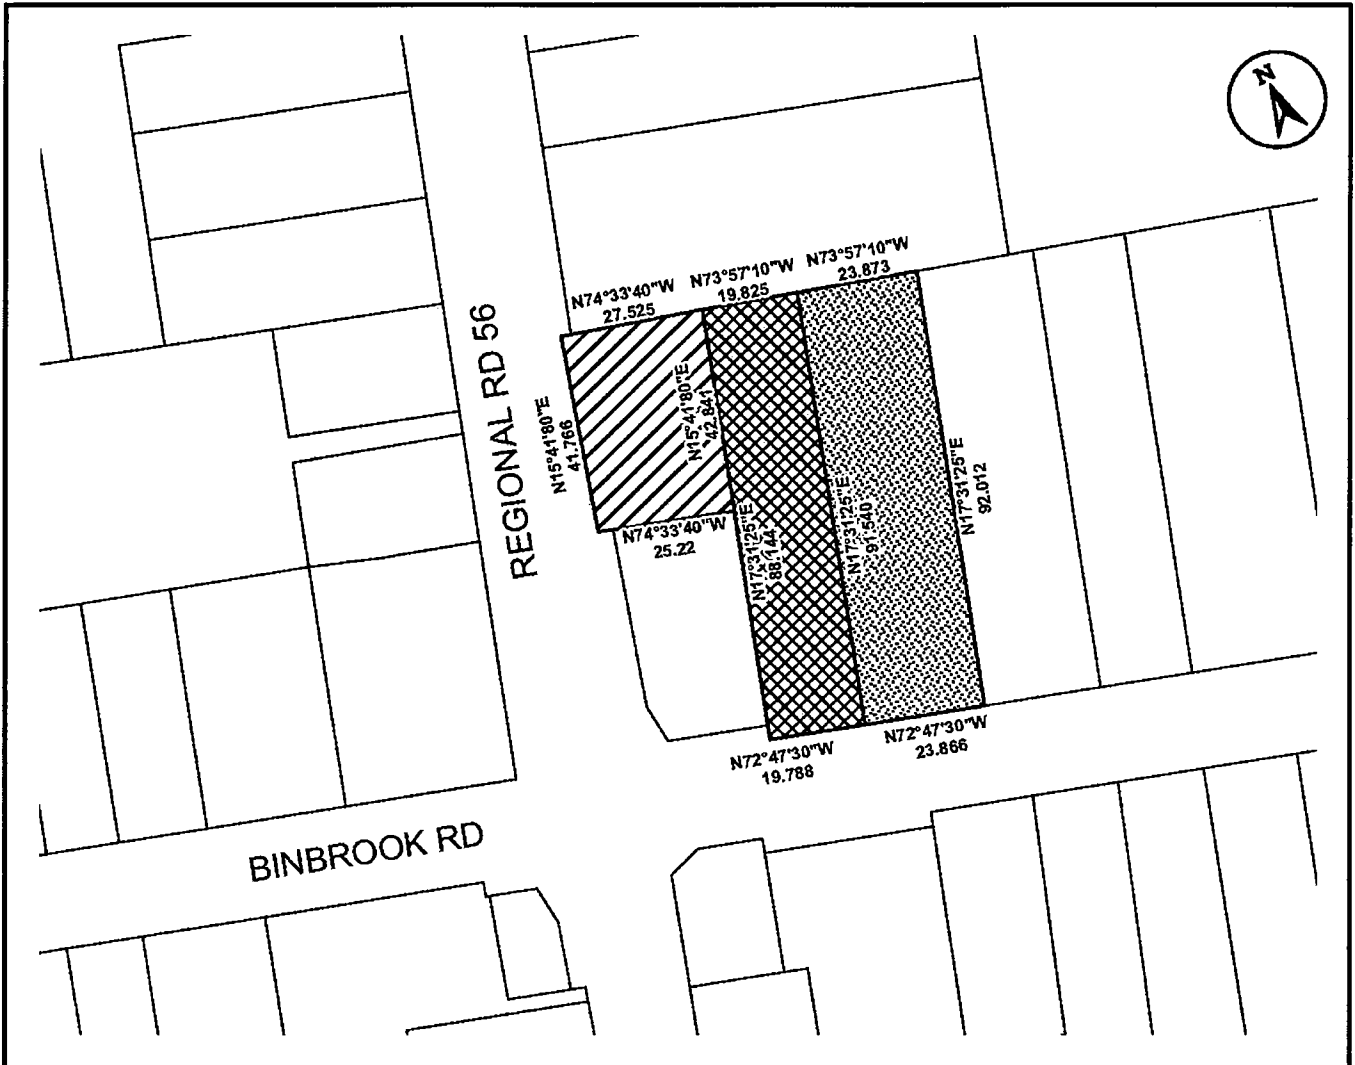 N
N73°57'10"W
23.873
N73°57'10"W
19.825
N74°33'40"W
27.525
REGIONAL RD 56
N15°41'80"E
41.766
N15°41'80"E
42.841
N74°33'40"W
25.22
N17°31'25"E
88.144
N17°31'25"E
91.540
N17°31'25"E
92.012
N72°47'30"W
19.788
N72°47'30"W
23.866
BINBROOK RD